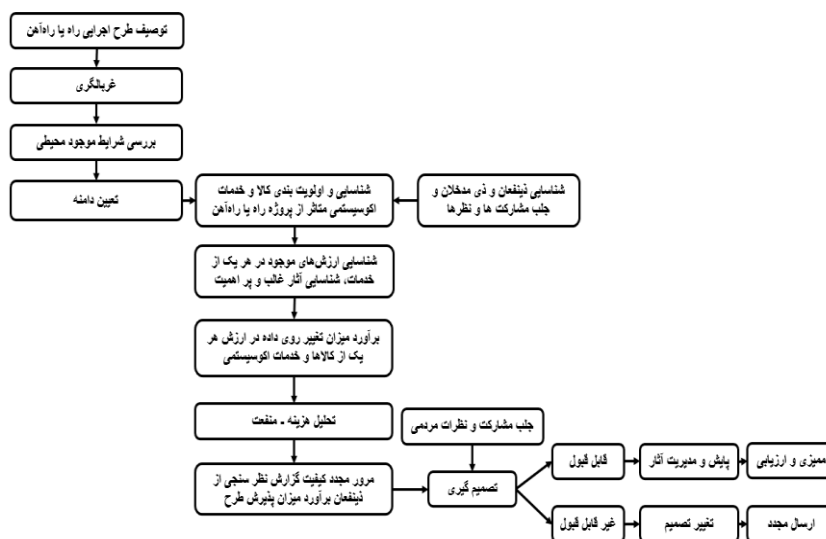 توصیف طرح اجرایی راه یا راه‌آهن
غربالگری
بررسی شرایط موجود محیطی
تعیین دامنه
شناسایی و اولویت بندی کالا و خدمات
اکوسیستمی متاثر از پروژه راه یا راه‌آهن
شناسایی ذینفعان و ذی مدخلان و
جلب مشارکت ها و نظرها
شناسایی ارزش‌های موجود در هر یک از
خدمات، شناسایی آثار غالب و پر اهمیت
برآورد میزان تغییر روی داده در ارزش هر
یک از کالاها و خدمات اکوسیستمی
تحلیل هزینه - منفعت
مرور مجدد کیفیت گزارش نظر سنجی از
ذینفعان برآورد میزان پذیرش طرح
جلب مشارکت و نظرات مردمی
تصمیم گیری
قابل قبول
پایش و مدیریت آثار
ممیزی و ارزیابی
غیر قابل قبول
تغییر تصمیم
ارسال مجدد